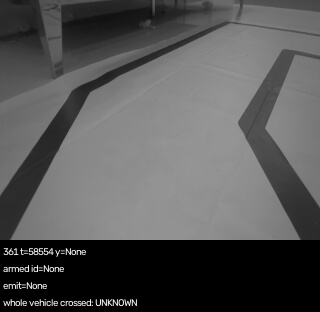 361 t=58554 y=None
armed id=None
emit=None
whole vehicle crossed: UNKNOWN